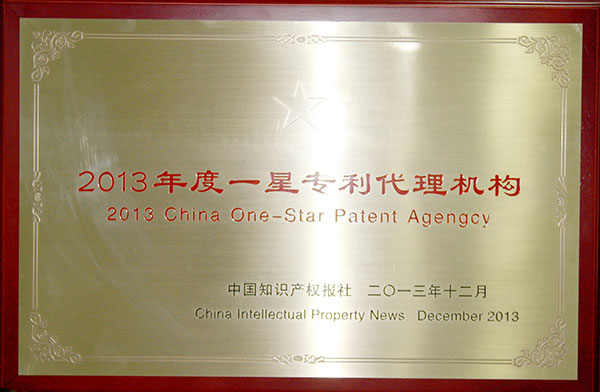 2013年度一星专利代理机构
2013 China One-Star Patent Agengcy
中国知识产权报社 二〇一三年十二月
China Intellectual Property News December 2013